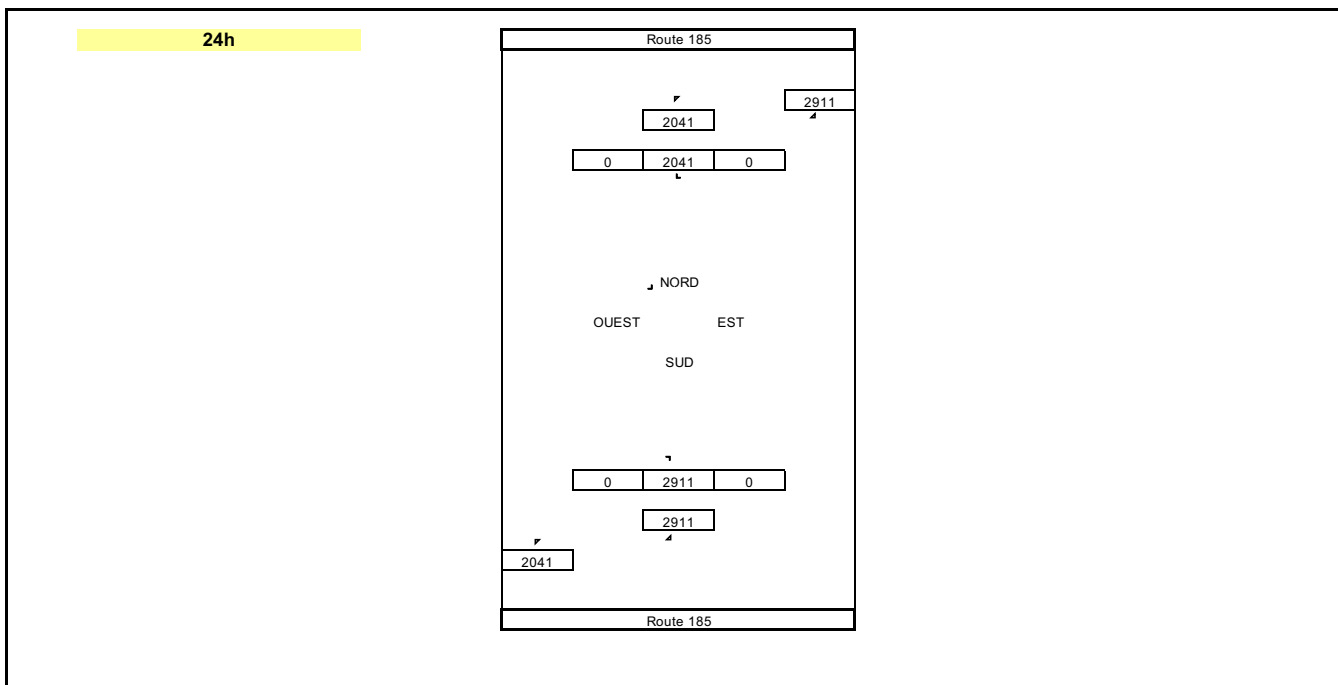 24h
Route 185
2911
2041
0 2041 0
NORD
OUEST EST
SUD
0 2911 0
2911
2041
Route 185